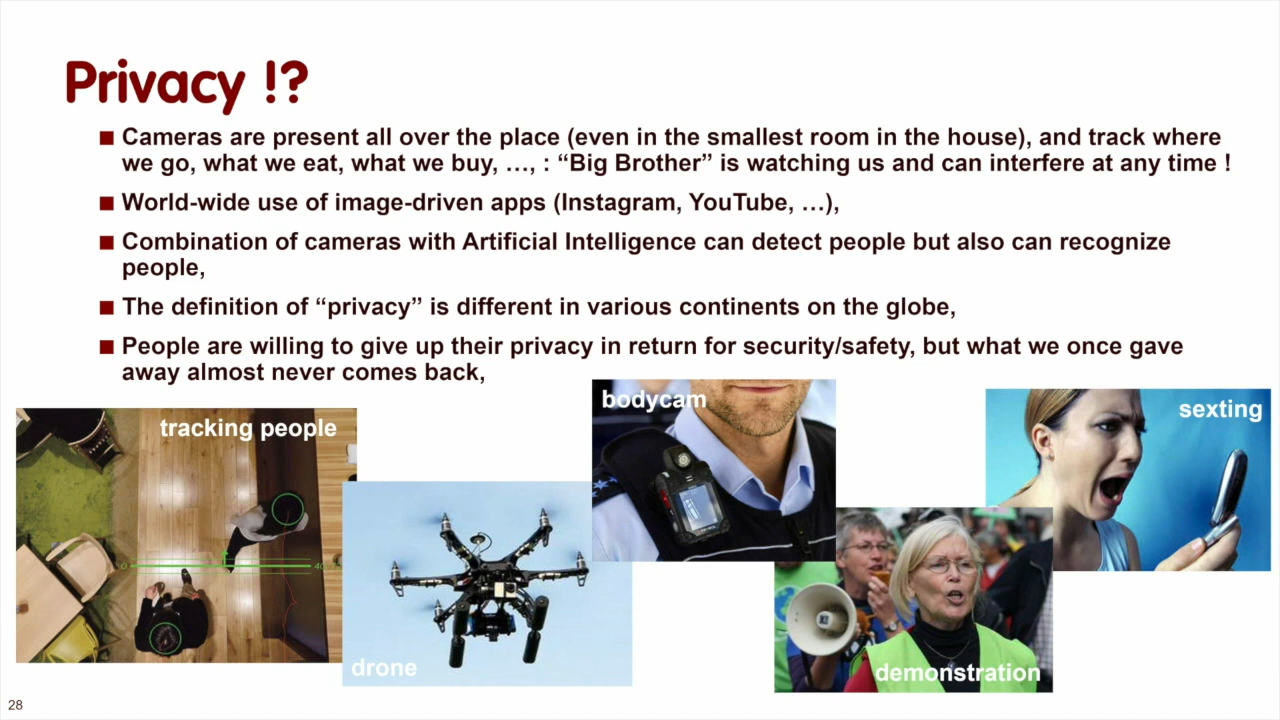 Privacy !?
■ Cameras are present all over the place (even in the smallest room in the house), and track where
we go, what we eat, what we buy, …, : “Big Brother” is watching us and can interfere at any time !
■ World-wide use of image-driven apps (Instagram, YouTube, …),
■ Combination of cameras with Artificial Intelligence can detect people but also can recognize
people,
■ The definition of “privacy” is different in various continents on the globe,
■ People are willing to give up their privacy in return for security/safety, but what we once gave
away almost never comes back,
tracking people
bodycam
sexting
drone
demonstration
28